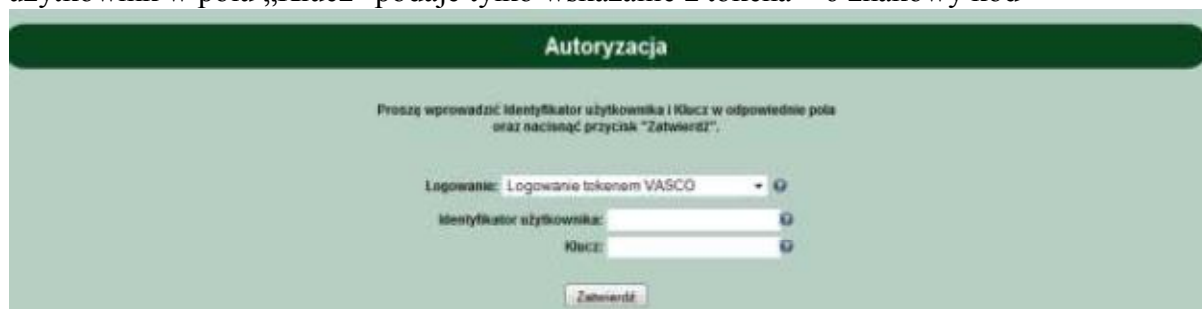 użytkownik w polu „Klucz" podaje tylko wskazanie z tokena – 6 znakowy kod
Autoryzacja
Proszę wprowadzić Identyfikator użytkownika i Klucz w odpowiednie pola
oraz nacisnąć przycisk "Zatwierdź".
Logowanie: Logowanie tokenem VASCO
Identyfikator użytkownika:
Klucz:
Zatwierdź